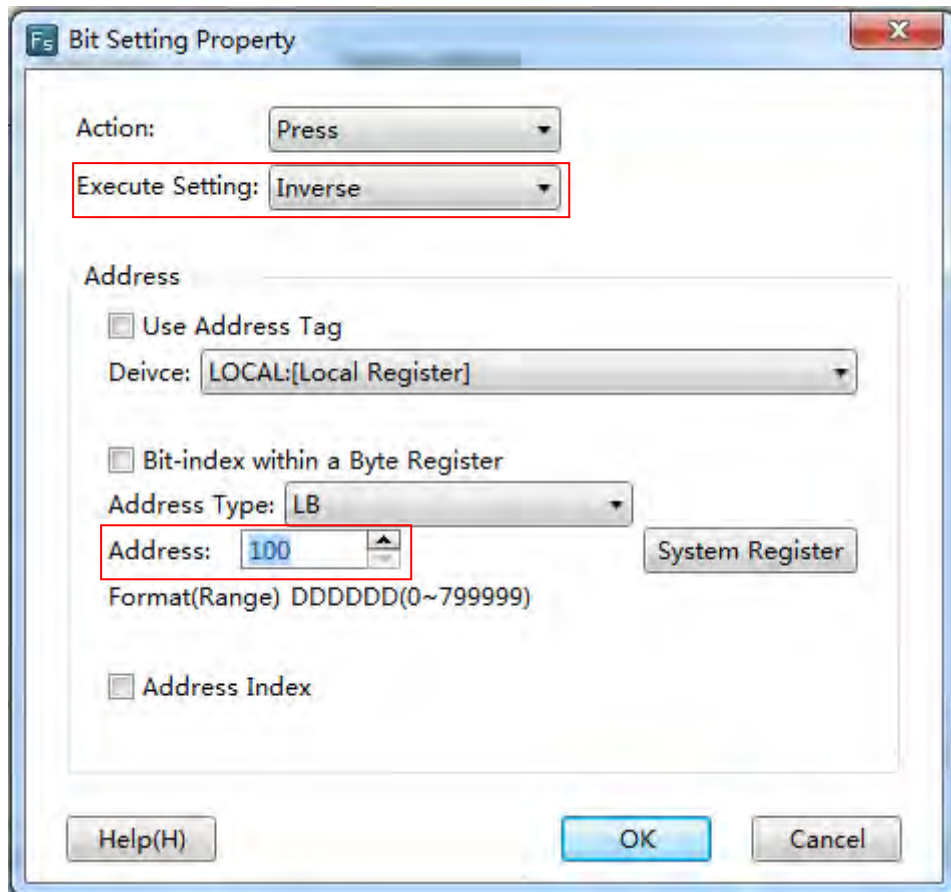 Fs Bit Setting Property
Action: Press
Execute Setting: Inverse
Address
Use Address Tag
Deivce: LOCAL:[Local Register]
Bit-index within a Byte Register
Address Type: LB
Address: 100 System Register
Format(Range) DDDDDD(0~799999)
Address Index
Help(H) OK Cancel